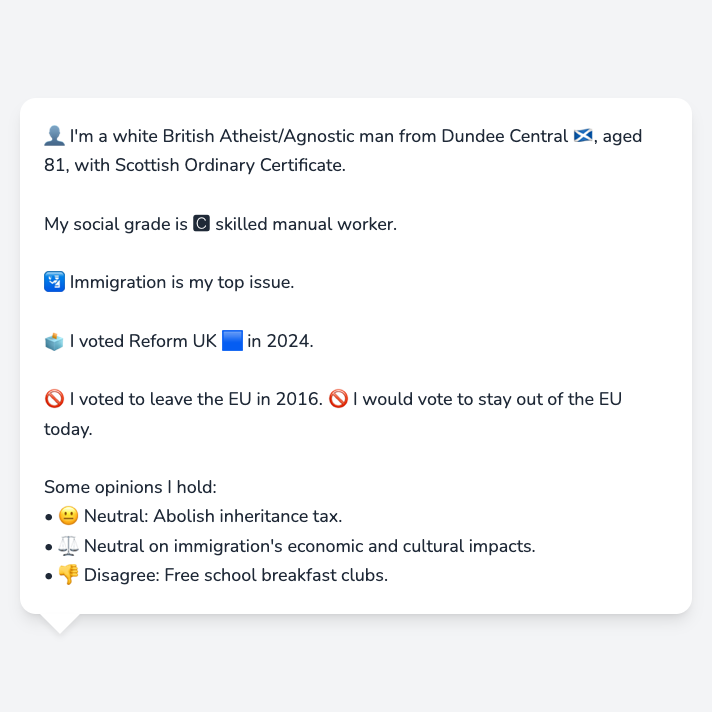 👤 I'm a white British Atheist/Agnostic man from Dundee Central 🏴󠁧󠁢󠁳󠁣󠁴󠁿, aged
81, with Scottish Ordinary Certificate.
My social grade is 🅲 skilled manual worker.
🛂 Immigration is my top issue.
🗳️ I voted Reform UK 🟦 in 2024.
🚫 I voted to leave the EU in 2016. 🚫 I would vote to stay out of the EU
today.
Some opinions I hold:
• 😐 Neutral: Abolish inheritance tax.
• ⚖️ Neutral on immigration's economic and cultural impacts.
• 👎 Disagree: Free school breakfast clubs.